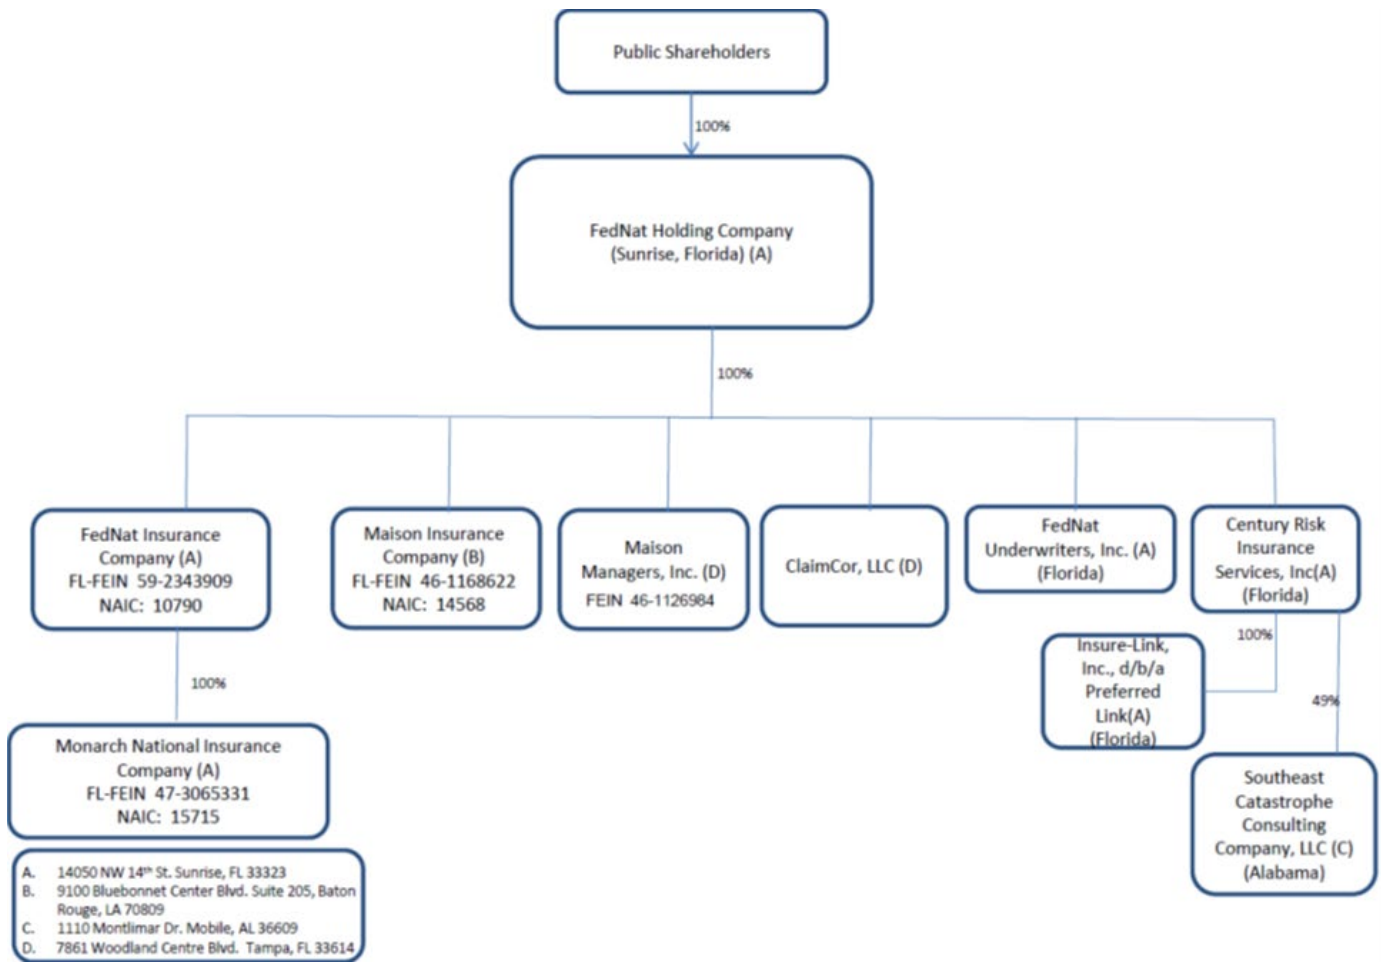 Public Shareholders
100%
FedNat Holding Company
(Sunrise, Florida) (A)
100%
FedNat Insurance
Company (A)
FL-FEIN 59-2343909
NAIC: 10790
Maison Insurance
Company (B)
FL-FEIN 46-1168622
NAIC: 14568
Maison
Managers, Inc. (D)
FEIN 46-1126984
ClaimCor, LLC (D)
FedNat
Underwriters, Inc. (A)
(Florida)
Century Risk
Insurance
Services, Inc(A)
(Florida)
100%
Insure-Link,
Inc., d/b/a
Preferred
Link(A)
(Florida)
49%
Southeast
Catastrophe
Consulting
Company, LLC (C)
(Alabama)
100%
Monarch National Insurance
Company (A)
FL-FEIN 47-3065331
NAIC: 15715
A. 14050 NW 14th St. Sunrise, FL 33323
B. 9100 Bluebonnet Center Blvd. Suite 205, Baton
Rouge, LA 70809
C. 1110 Montlimar Dr. Mobile, AL 36609
D. 7861 Woodland Centre Blvd. Tampa, FL 33614